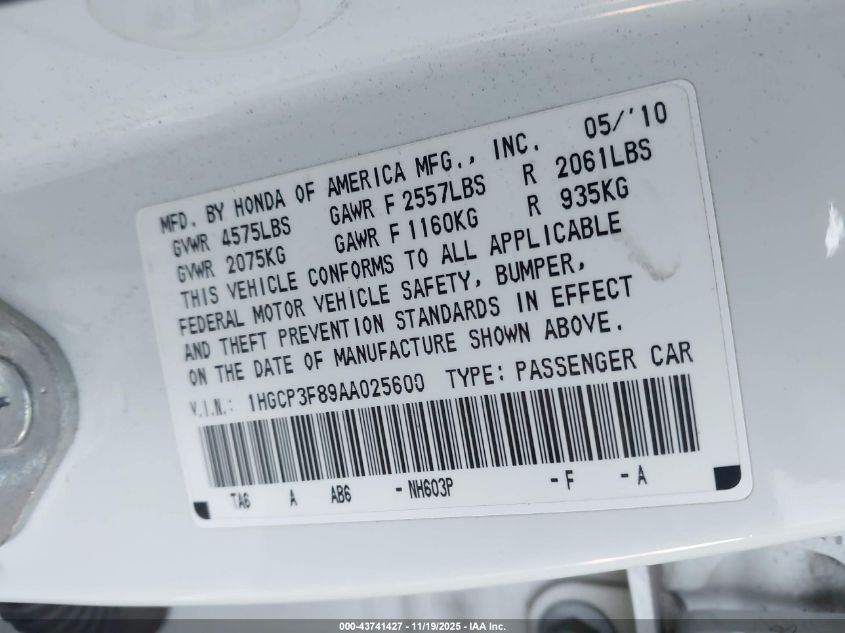 MFD. BY HONDA OF AMERICA MFG., INC. 05/'10
GVWR 4575LBS GAWR F 2557LBS R 2061LBS
GVWR 2075KG GAWR F 1160KG R 935KG
THIS VEHICLE CONFORMS TO ALL APPLICABLE
FEDERAL MOTOR VEHICLE SAFETY, BUMPER,
AND THEFT PREVENTION STANDARDS IN EFFECT
ON THE DATE OF MANUFACTURE SHOWN ABOVE.
V.I.N.: 1HGCP3F89AA025600 TYPE: PASSENGER CAR
TA6 A AB6 -NH603P -F -A
000-43741427 - 11/19/2025 - IAA Inc.